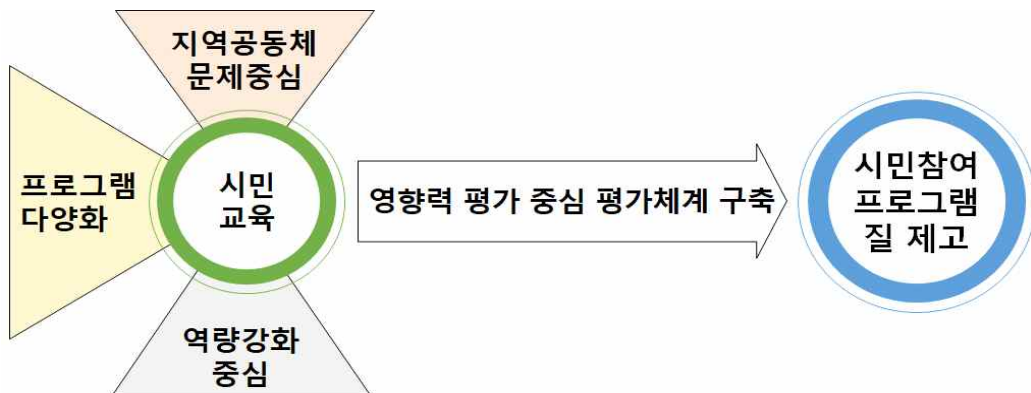 지역공동체
문제중심
프로그램
다양화
시민
교육
역량강화
중심
영향력 평가 중심 평가체계 구축
시민참여
프로그램
질 제고